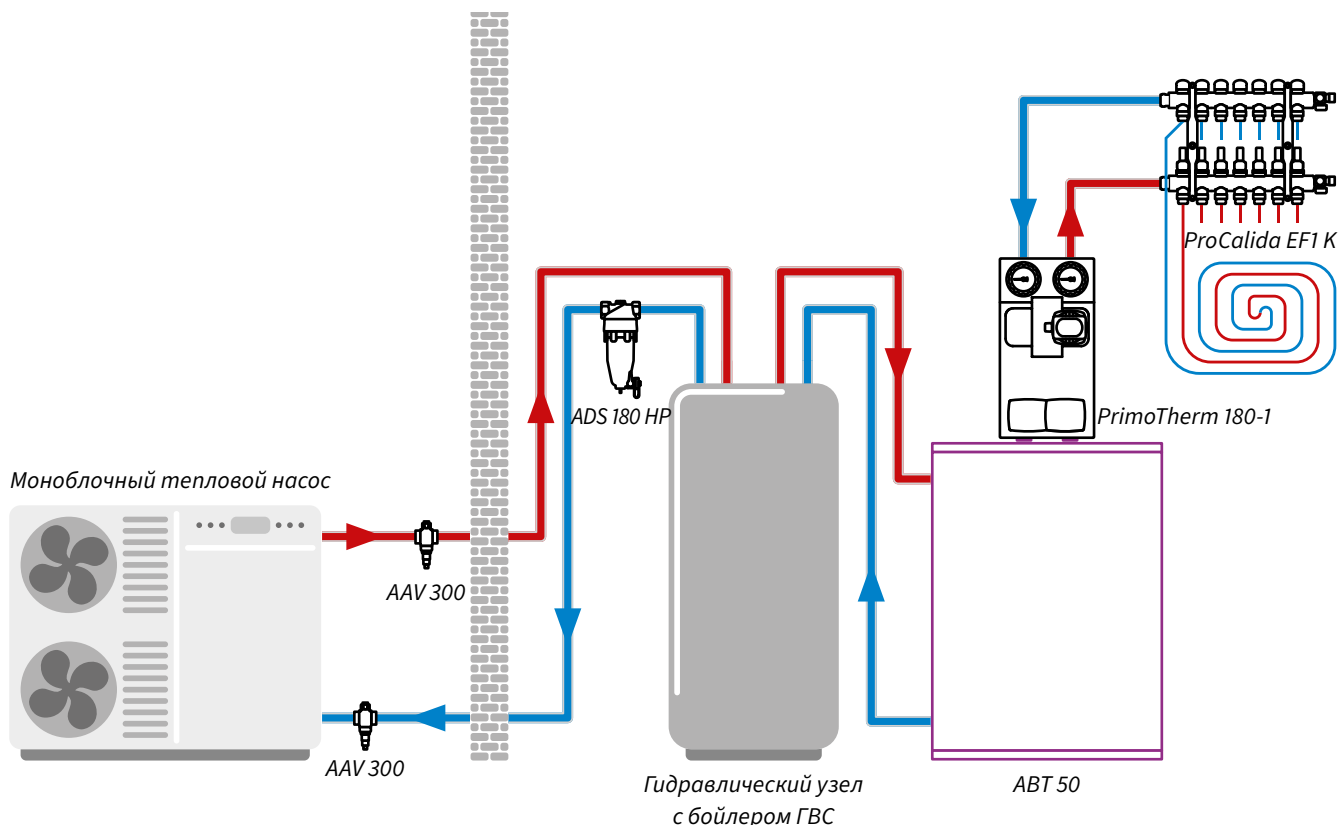 ProCalida EF1 K
ADS 180 HP
PrimoTherm 180-1
Моноблочный тепловой насос
AAV 300
AAV 300
Гидравлический узел
с бойлером ГВС
ABT 50